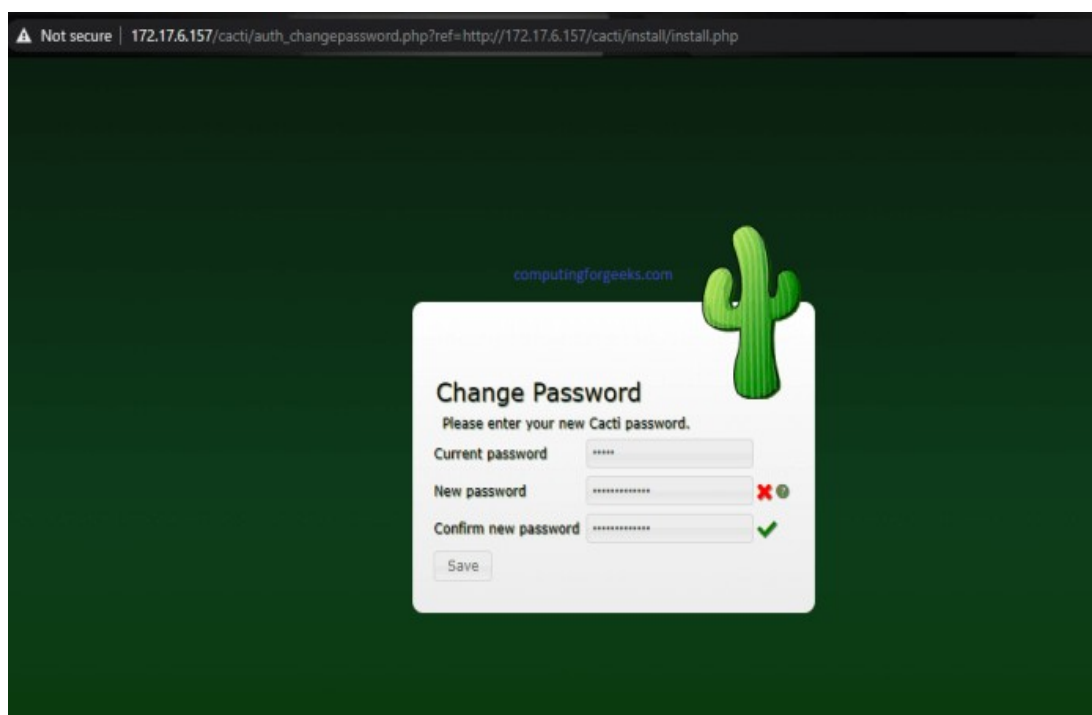 Not secure | 172.17.6.157/cacti/auth_changepassword.php?ref=http://172.17.6.157/cacti/install/install.php
computingforgeeks.com
Change Password
Please enter your new Cacti password.
Current password •••••
New password •••••••••••••
Confirm new password •••••••••••••
Save